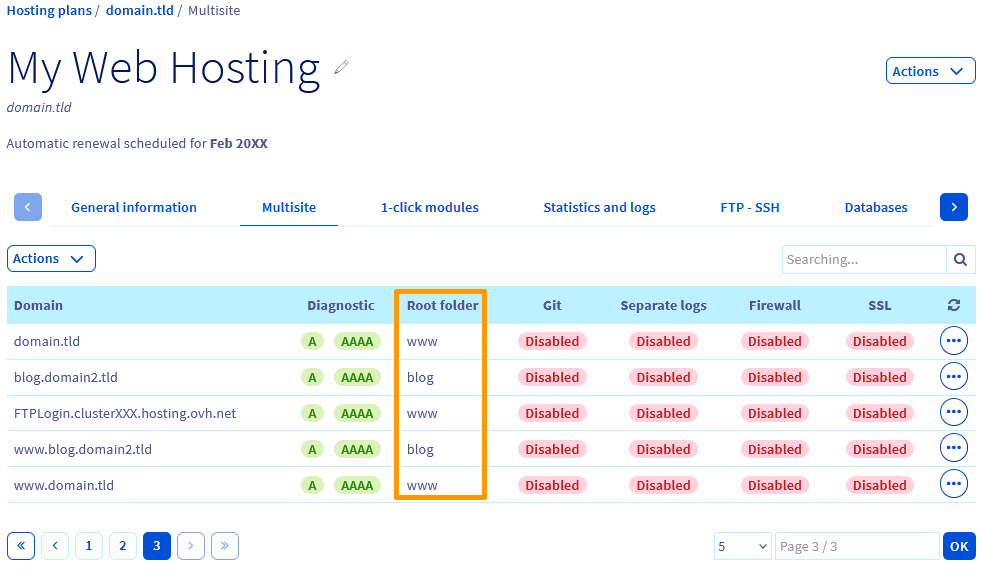 Hosting plans / domain.tld / Multisite
My Web Hosting
Actions
domain.tld
Automatic renewal scheduled for Feb 20XX
General information Multisite 1-click modules Statistics and logs FTP - SSH Databases
Actions
Searching...
Domain Diagnostic Root folder Git Separate logs Firewall SSL
domain.tld A AAAA www Disabled Disabled Disabled Disabled
blog.domain2.tld A AAAA blog Disabled Disabled Disabled Disabled
FTPLogin.clusterXXX.hosting.ovh.net A AAAA www Disabled Disabled Disabled Disabled
www.blog.domain2.tld A AAAA blog Disabled Disabled Disabled Disabled
www.domain.tld A AAAA www Disabled Disabled Disabled Disabled
« ‹ 1 2 3 › » 5 Page 3 / 3 OK